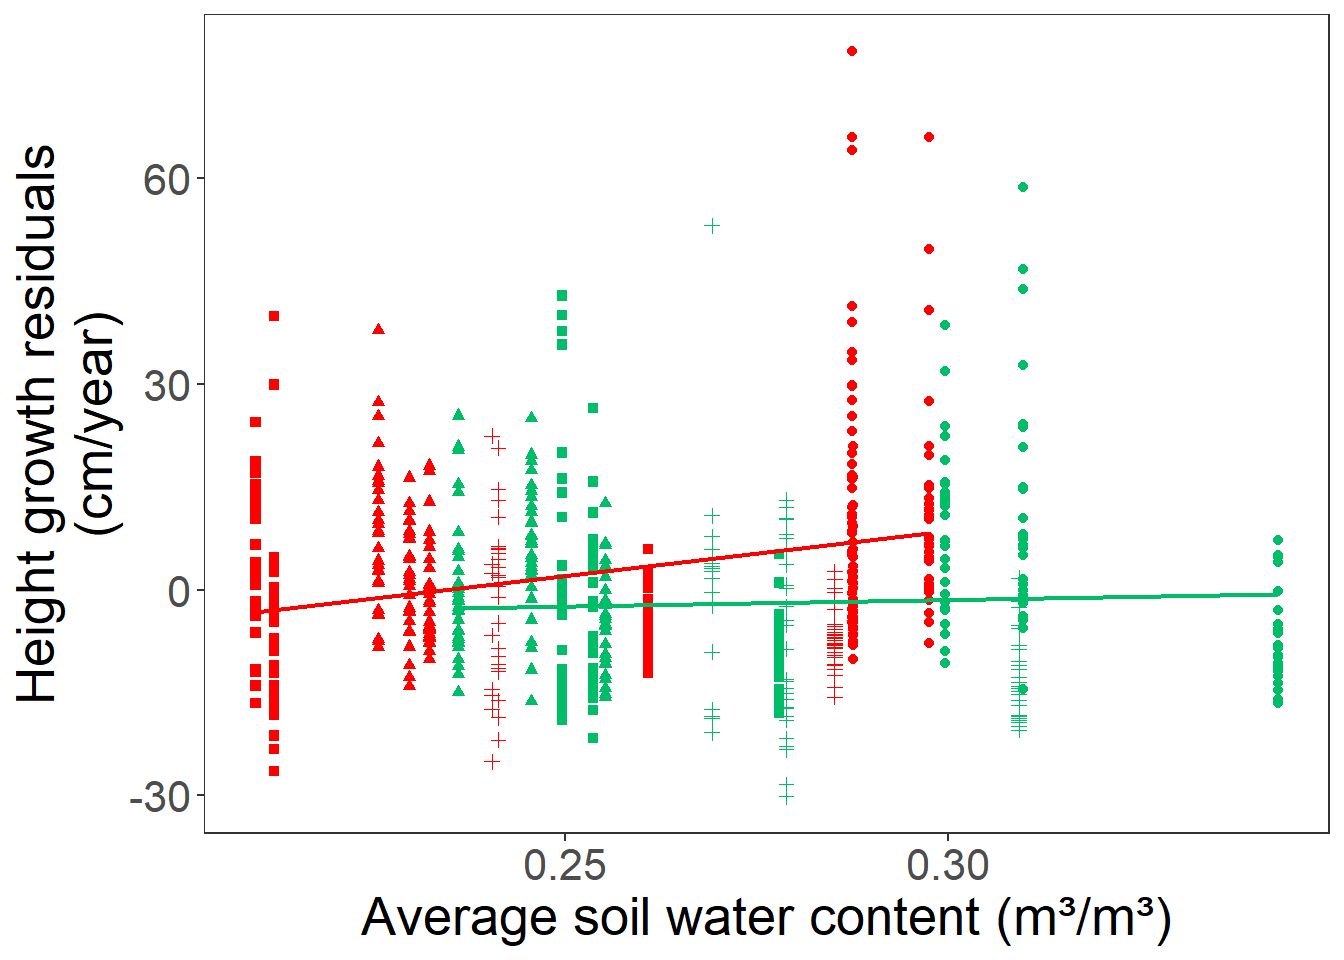 Height growth residuals
(cm/year)
60
30
0
-30
0.25
0.30
Average soil water content (m³/m³)